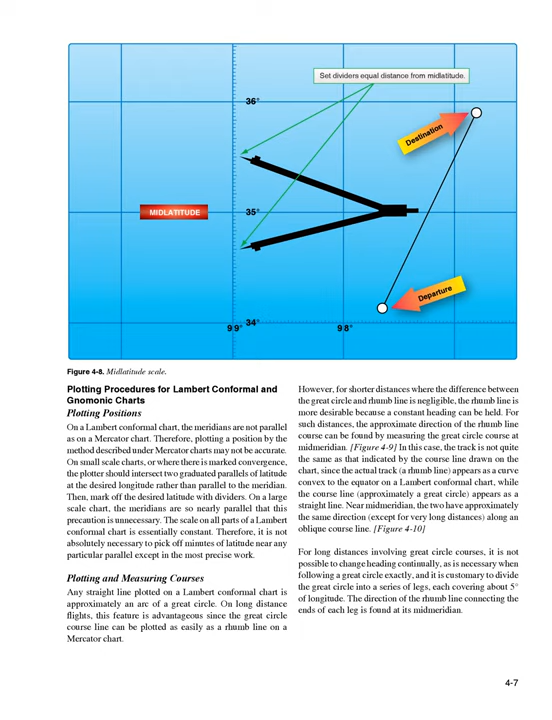 Set dividers equal distance from midlatitude.
36°
Destination
MIDLATITUDE
35°
Departure
34°
99°
98°
Figure 4-8. Midlatitude scale.
Plotting Procedures for Lambert Conformal and
Gnomonic Charts
Plotting Positions
On a Lambert conformal chart, the meridians are not parallel
as on a Mercator chart. Therefore, plotting a position by the
method described under Mercator charts may not be accurate.
On small scale charts, or where there is marked convergence,
the plotter should intersect two graduated parallels of latitude
at the desired longitude rather than parallel to the meridian.
Then, mark off the desired latitude with dividers. On a large
scale chart, the meridians are so nearly parallel that this
precaution is unnecessary. The scale on all parts of a Lambert
conformal chart is essentially constant. Therefore, it is not
absolutely necessary to pick off minutes of latitude near any
particular parallel except in the most precise work.
Plotting and Measuring Courses
Any straight line plotted on a Lambert conformal chart is
approximately an arc of a great circle. On long distance
flights, this feature is advantageous since the great circle
course line can be plotted as easily as a rhumb line on a
Mercator chart.
However, for shorter distances where the difference between
the great circle and rhumb line is negligible, the rhumb line is
more desirable because a constant heading can be held. For
such distances, the approximate direction of the rhumb line
course can be found by measuring the great circle course at
midmeridian. [Figure 4-9] In this case, the track is not quite
the same as that indicated by the course line drawn on the
chart, since the actual track (a rhumb line) appears as a curve
convex to the equator on a Lambert conformal chart, while
the course line (approximately a great circle) appears as a
straight line. Near midmeridian, the two have approximately
the same direction (except for very long distances) along an
oblique course line. [Figure 4-10]
For long distances involving great circle courses, it is not
possible to change heading continually, as is necessary when
following a great circle exactly, and it is customary to divide
the great circle into a series of legs, each covering about 5°
of longitude. The direction of the rhumb line connecting the
ends of each leg is found at its midmeridian.
4-7